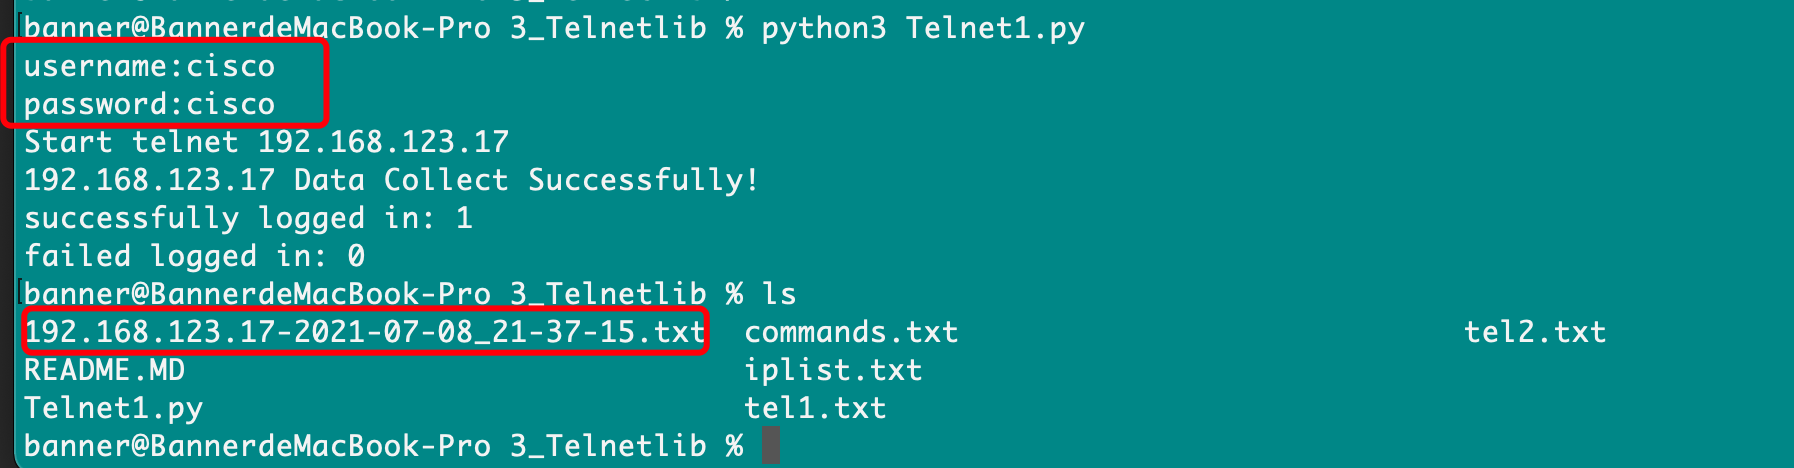 banner@BannerdeMacBook-Pro 3_Telnetlib % python3 Telnet1.py
username:cisco
password:cisco
Start telnet 192.168.123.17
192.168.123.17 Data Collect Successfully!
successfully logged in: 1
failed logged in: 0
banner@BannerdeMacBook-Pro 3_Telnetlib % ls
192.168.123.17-2021-07-08_21-37-15.txt commands.txt tel2.txt
README.MD iplist.txt
Telnet1.py tel1.txt
banner@BannerdeMacBook-Pro 3_Telnetlib %